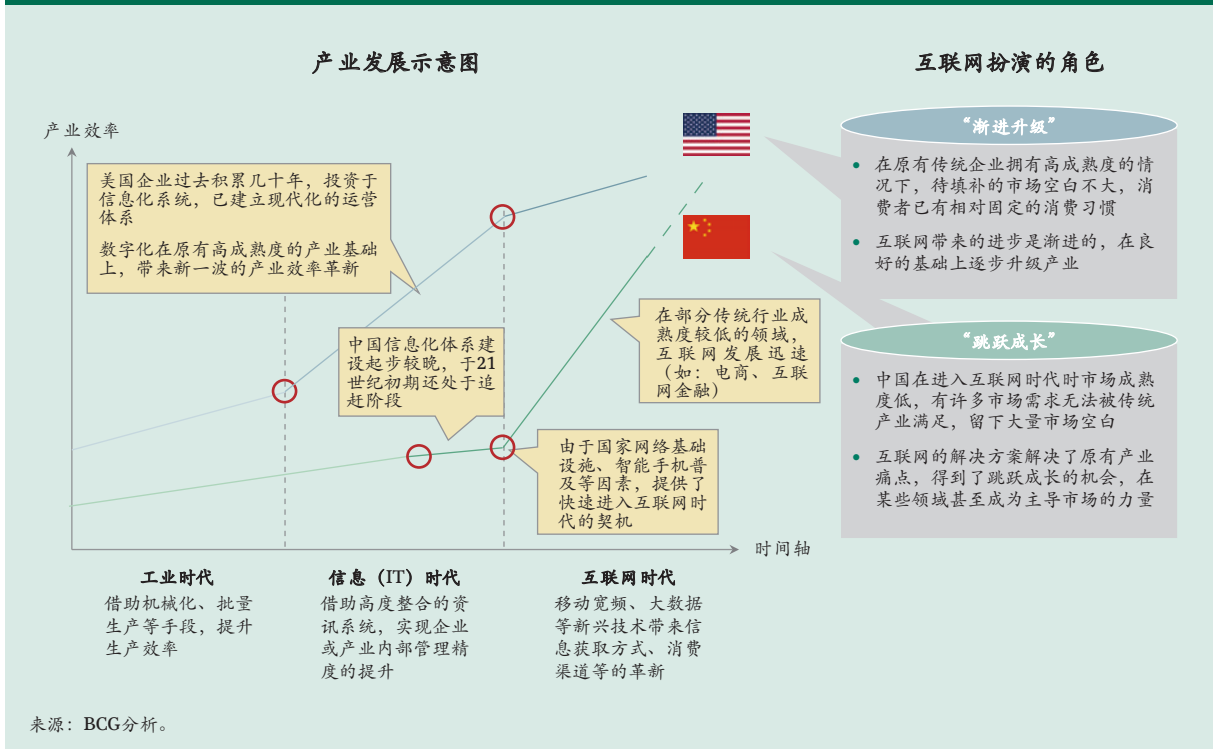 产业发展示意图
互联网扮演的角色
产业效率
美国企业过去积累几十年，投资于
信息化系统，已建立现代化的运营
体系
数字化在原有高成熟度的产业基础
上，带来新一波的产业效率革新
中国信息化体系建
设起步较晚，于21
世纪初期还处于追
赶阶段
在部分传统行业成
熟度较低的领域，
互联网发展迅速
（如：电商、互联
网金融）
由于国家网络基础
设施、智能手机普
及等因素，提供了
快速进入互联网时
代的契机
时间轴
工业时代
借助机械化、批量
生产等手段，提升
生产效率
信息（IT）时代
借助高度整合的资
讯系统，实现企业
或产业内部管理精
度的提升
互联网时代
移动宽频、大数据
等新兴技术带来信
息获取方式、消费
渠道等的革新
“渐进升级”
• 在原有传统企业拥有高成熟度的情
况下，待填补的市场空白不大，消
费者已有相对固定的消费习惯
• 互联网带来的进步是渐进的，在良
好的基础上逐步升级产业
“跳跃成长”
• 中国在进入互联网时代时市场成熟
度低，有许多市场需求无法被传统
产业满足，留下大量市场空白
• 互联网的解决方案解决了原有产业
痛点，得到了跳跃成长的机会，在
某些领域甚至成为主导市场的力量
来源：BCG分析。